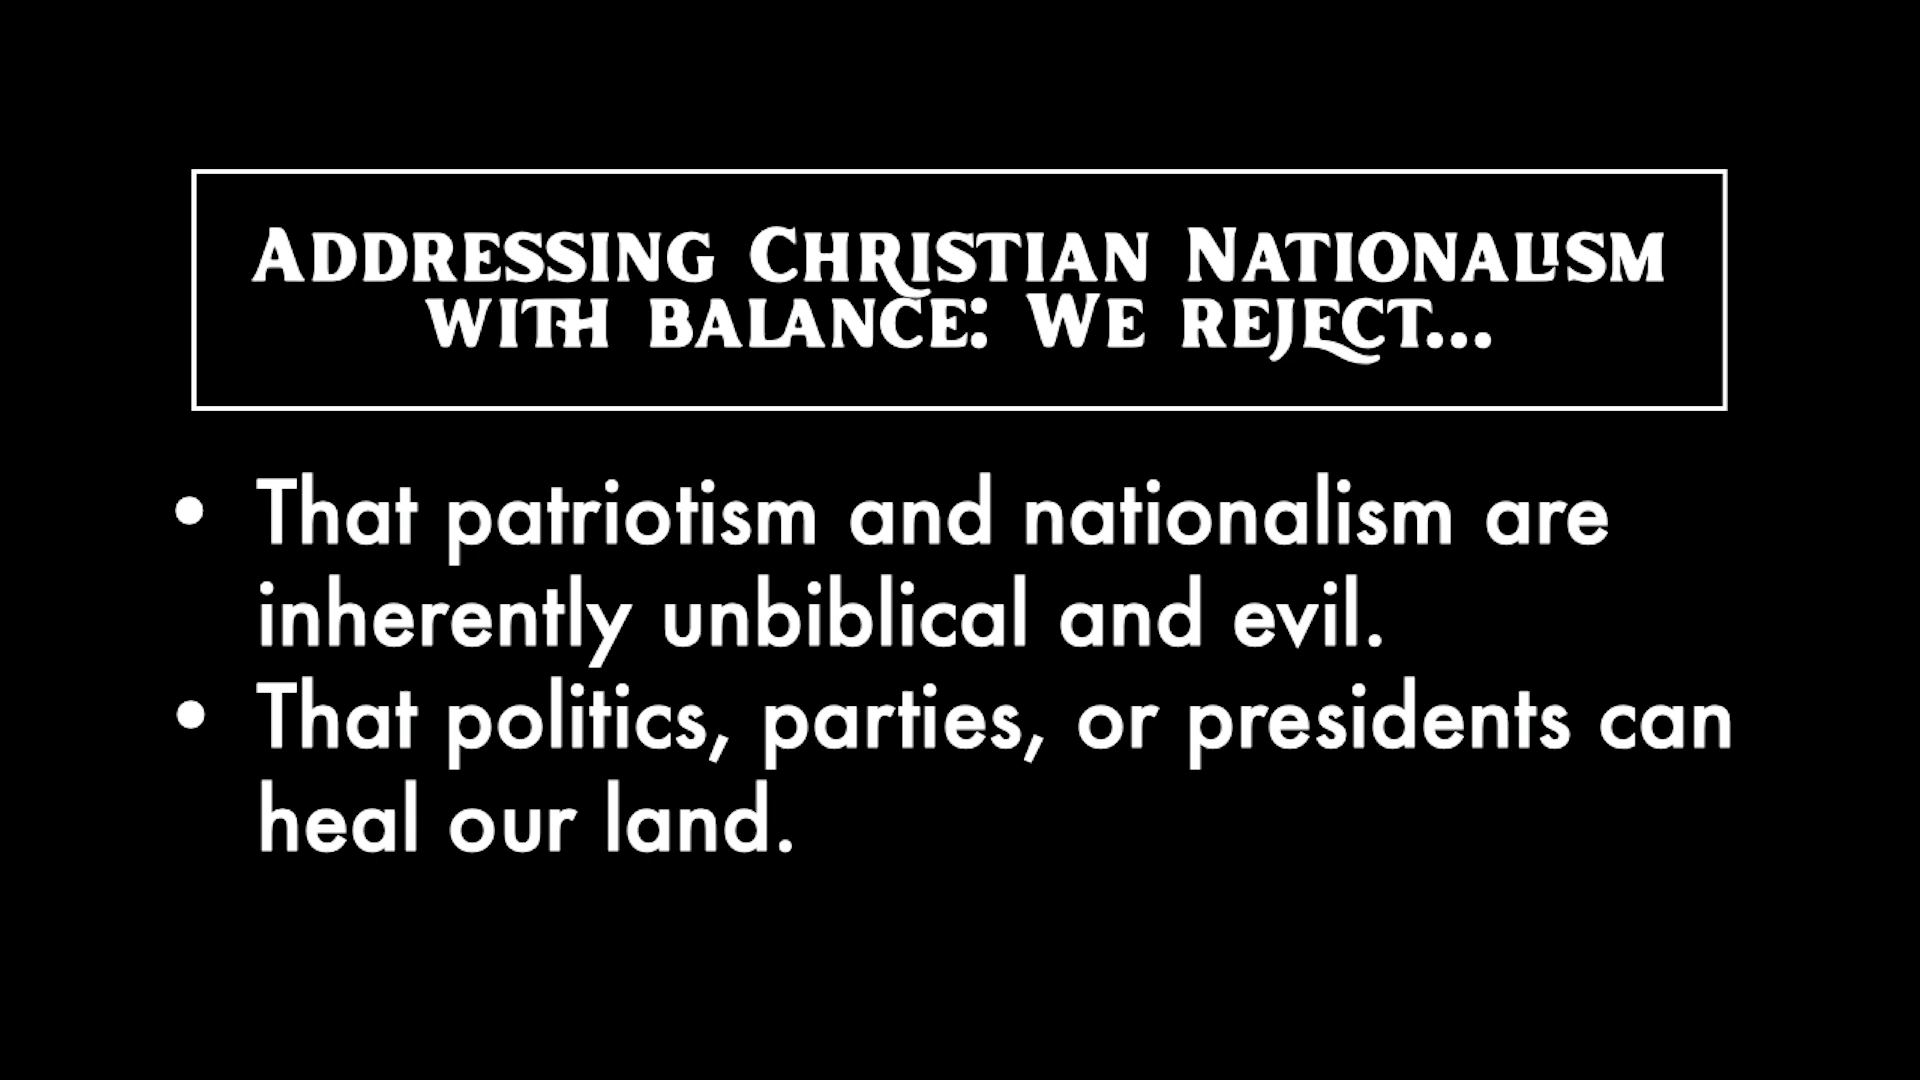 Addressing Christian Nationalism
with balance: We reject...
• That patriotism and nationalism are
inherently unbiblical and evil.
• That politics, parties, or presidents can
heal our land.